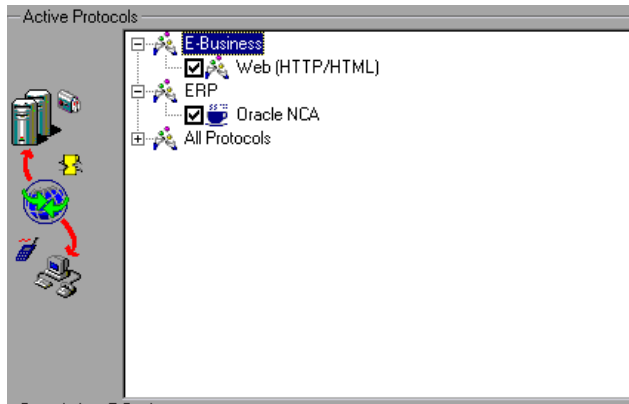 Active Protocols
E-Business
Web (HTTP/HTML)
ERP
Oracle NCA
All Protocols